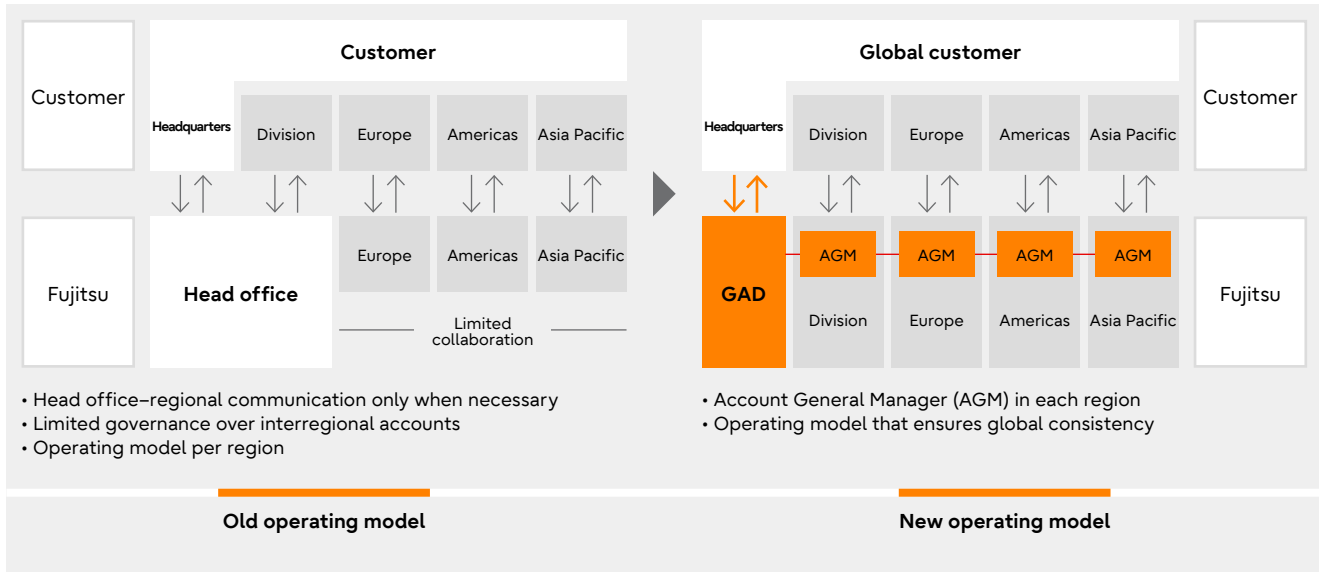 Customer
Customer
Headquarters
Division
Europe
Americas
Asia Pacific
Fujitsu
Head office
Europe
Americas
Asia Pacific
Limited
collaboration
• Head office–regional communication only when necessary
• Limited governance over interregional accounts
• Operating model per region
Old operating model
Global customer
Customer
Headquarters
Division
Europe
Americas
Asia Pacific
GAD
AGM
AGM
AGM
AGM
Division
Europe
Americas
Asia Pacific
Fujitsu
• Account General Manager (AGM) in each region
• Operating model that ensures global consistency
New operating model